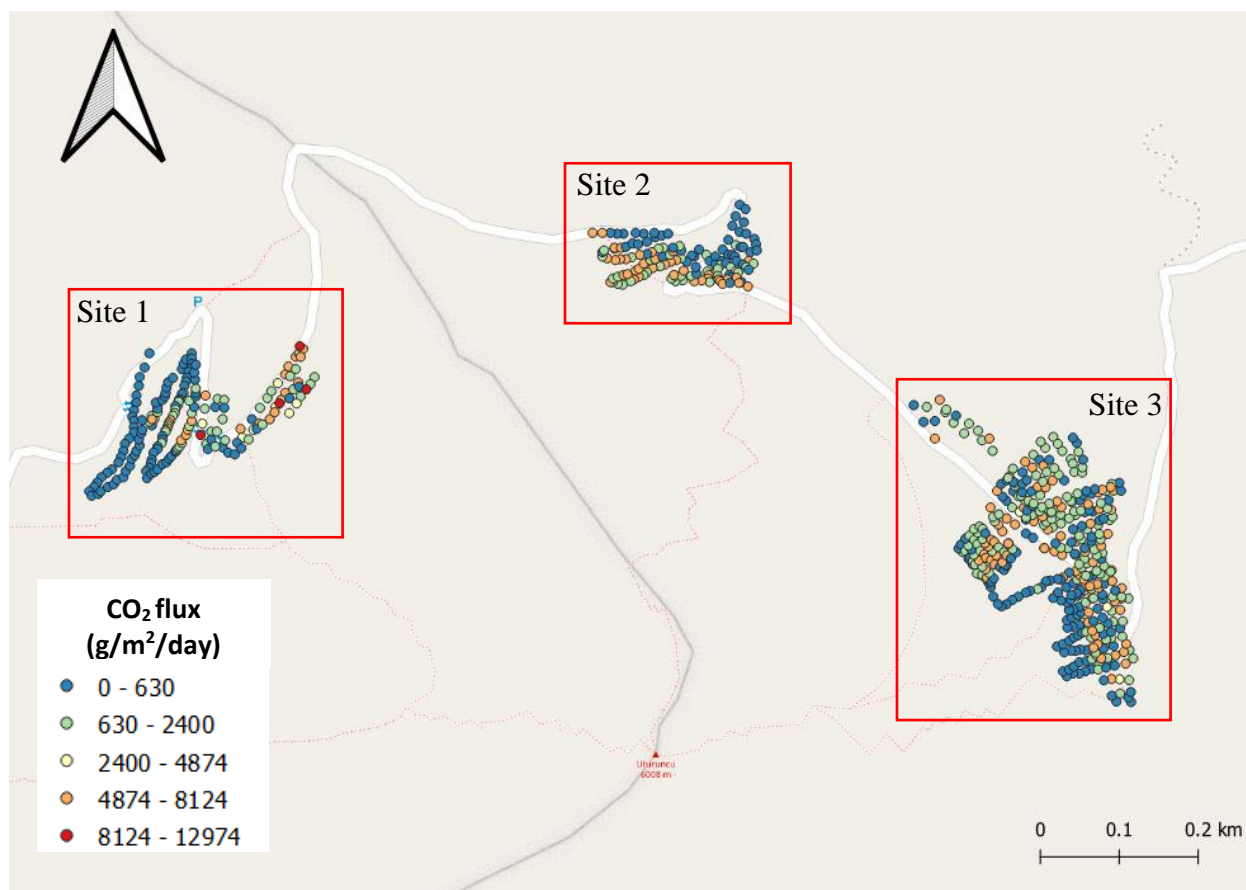 Site 2
Site 1
P
Site 3
CO₂ flux
(g/m²/day)
0 - 630
630 - 2400
2400 - 4874
4874 - 8124
8124 - 12974
Uturuncu
6008 m
0 0.1 0.2 km